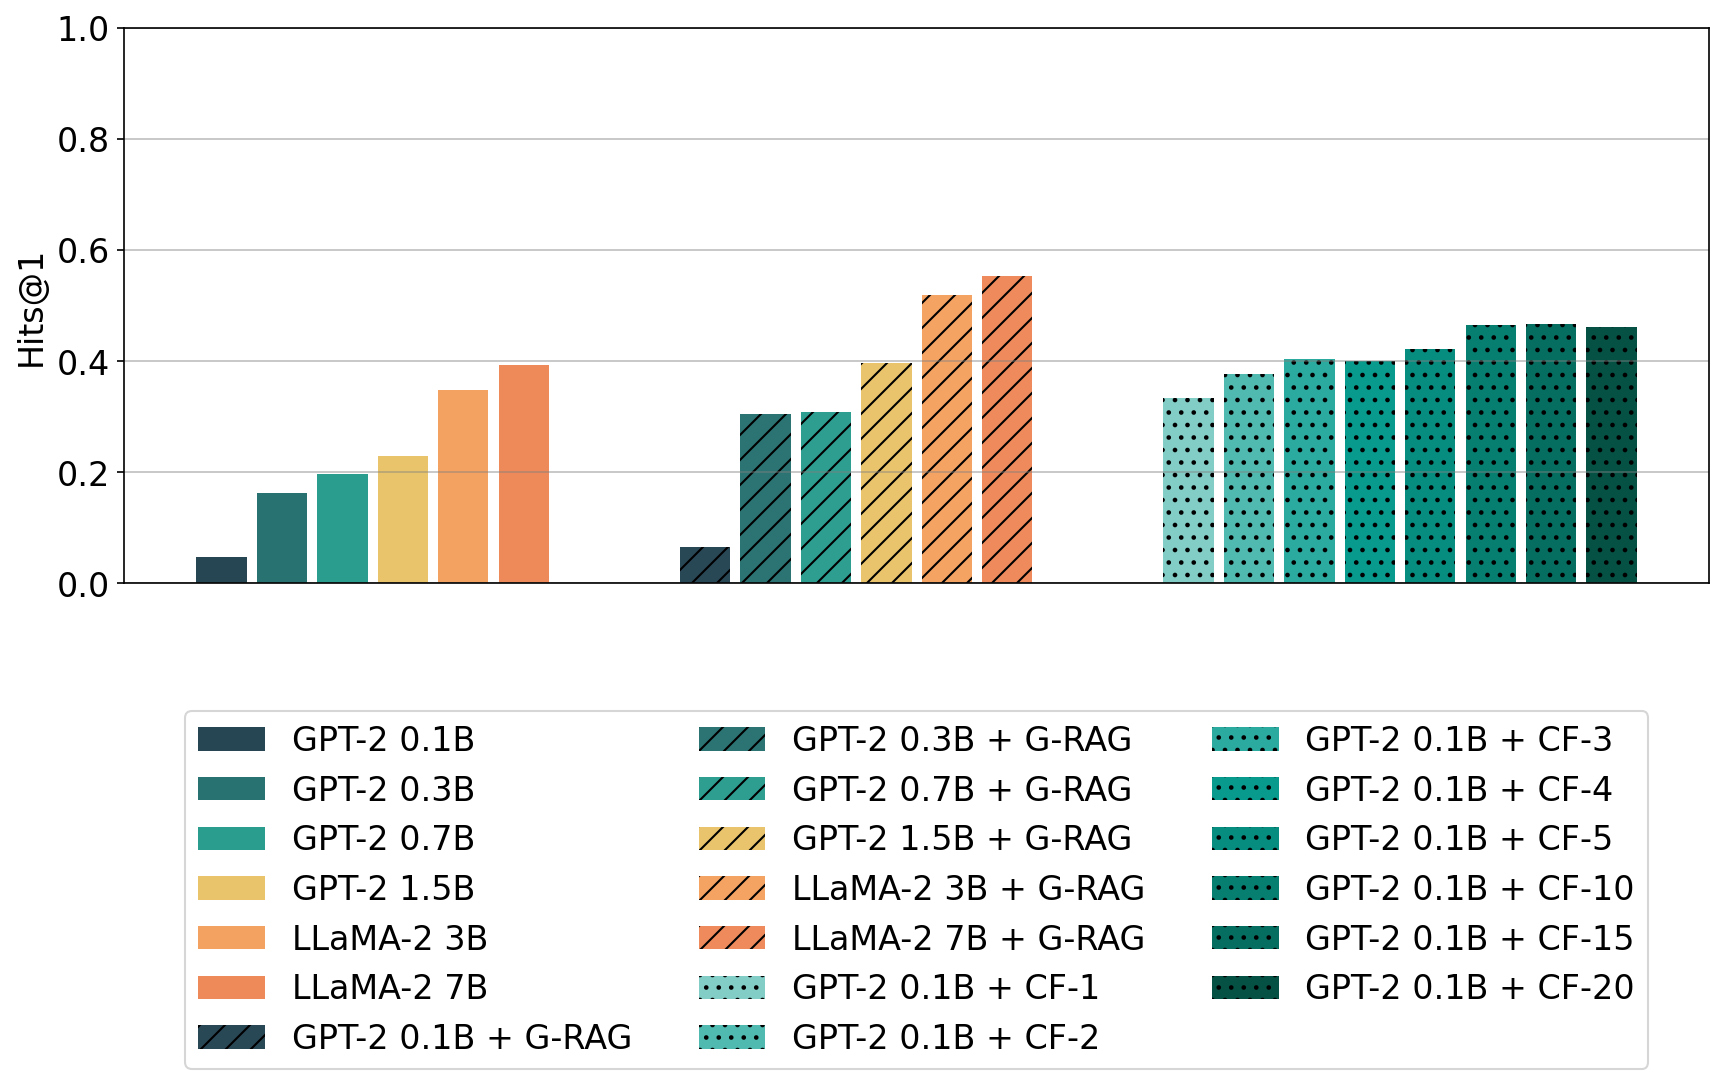 1.0
0.8
0.6
0.4
0.2
0.0
Hits@1
GPT-2 0.1B
GPT-2 0.3B
GPT-2 0.7B
GPT-2 1.5B
LLaMA-2 3B
LLaMA-2 7B
GPT-2 0.1B + G-RAG
GPT-2 0.3B + G-RAG
GPT-2 0.7B + G-RAG
GPT-2 1.5B + G-RAG
LLaMA-2 3B + G-RAG
LLaMA-2 7B + G-RAG
GPT-2 0.1B + CF-1
GPT-2 0.1B + CF-2
GPT-2 0.1B + CF-3
GPT-2 0.1B + CF-4
GPT-2 0.1B + CF-5
GPT-2 0.1B + CF-10
GPT-2 0.1B + CF-15
GPT-2 0.1B + CF-20